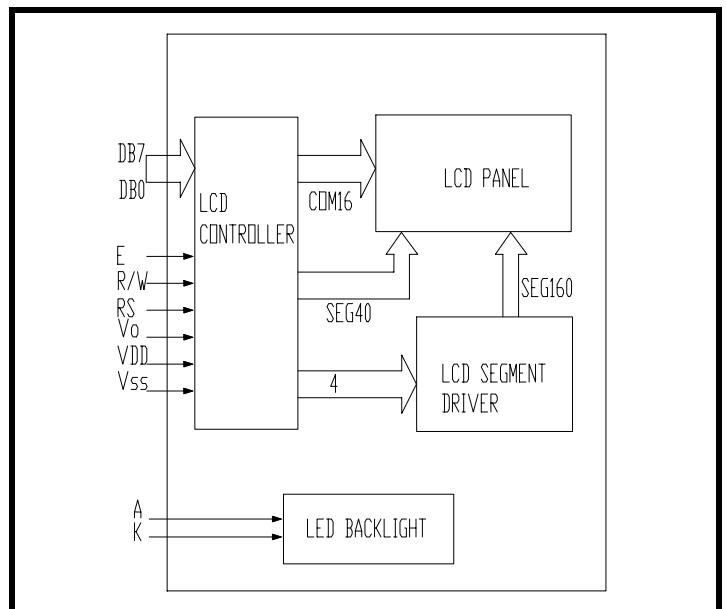 DB7
DB0
LCD
CONTROLLER
COM16
LCD PANEL
E
R/W
RS
Vo
VDD
Vss
SEG40
SEG160
4
LCD SEGMENT
DRIVER
A
K
LED BACKLIGHT